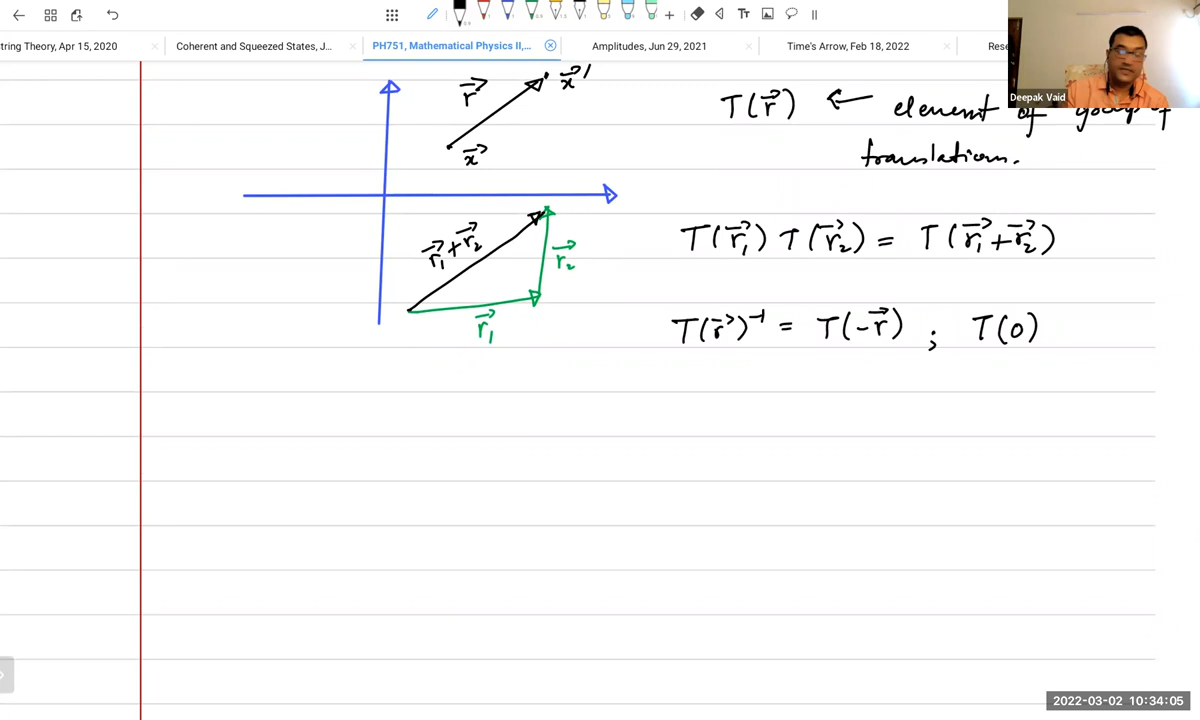 tring Theory, Apr 15, 2020 × Coherent and Squeezed States, J... × PH751, Mathematical Physics II,... Amplitudes, Jun 29, 2021 × Time's Arrow, Feb 18, 2022 × Rese
Deepak Vaid
r⃗ x⃗' T(r⃗) ← element of group of
x⃗ translations.
r⃗₁+r⃗₂ r⃗₂ T(r⃗₁) T(r⃗₂) = T(r⃗₁+r⃗₂)
r⃗₁ T(r⃗)⁻¹ = T(-r⃗) ; T(0)
2022-03-02 10:34:05